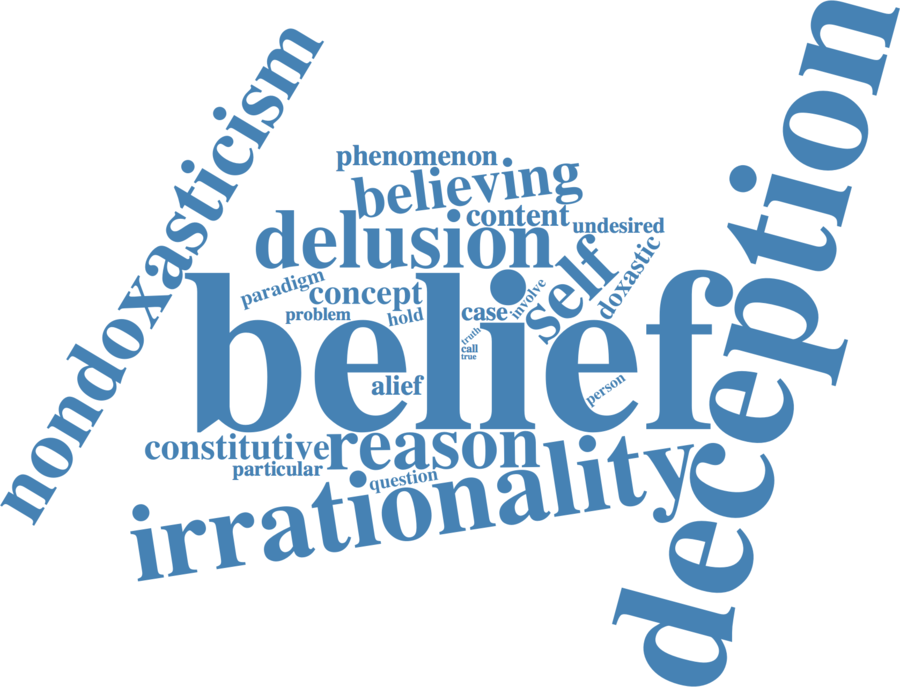 nondoxasticism
deception
phenomenon
believing
content
undesired
delusion
self
doxastic
paradigm
concept
involve
problem
hold
case
belief
truth
call
true
alief
person
constitutive
reason
particular
question
irrationality